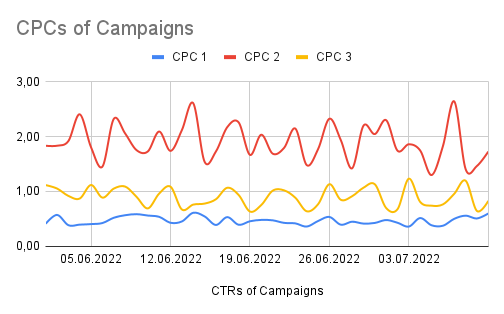 CPCs of Campaigns
CPC 1 CPC 2 CPC 3
3,00
2,00
1,00
0,00
05.06.2022 12.06.2022 19.06.2022 26.06.2022 03.07.2022
CTRs of Campaigns